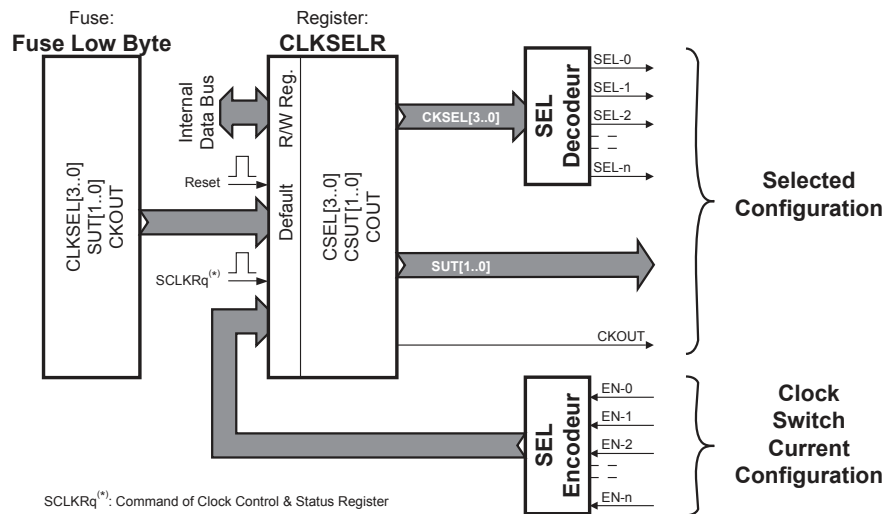 Fuse:
Fuse Low Byte
Register:
CLKSELR
CLKSEL[3..0]
SUT[1..0]
CKOUT
Internal
Data Bus
R/W Reg.
Reset
Default
SCLKRq(*)
CSEL[3..0]
CSUT[1..0]
COUT
CKSEL[3..0]
SEL
Decodeur
SEL-0
SEL-1
SEL-2
SEL-n
SUT[1..0]
CKOUT
Selected
Configuration
SEL
Encodeur
EN-0
EN-1
EN-2
EN-n
Clock
Switch
Current
Configuration
SCLKRq(*): Command of Clock Control & Status Register